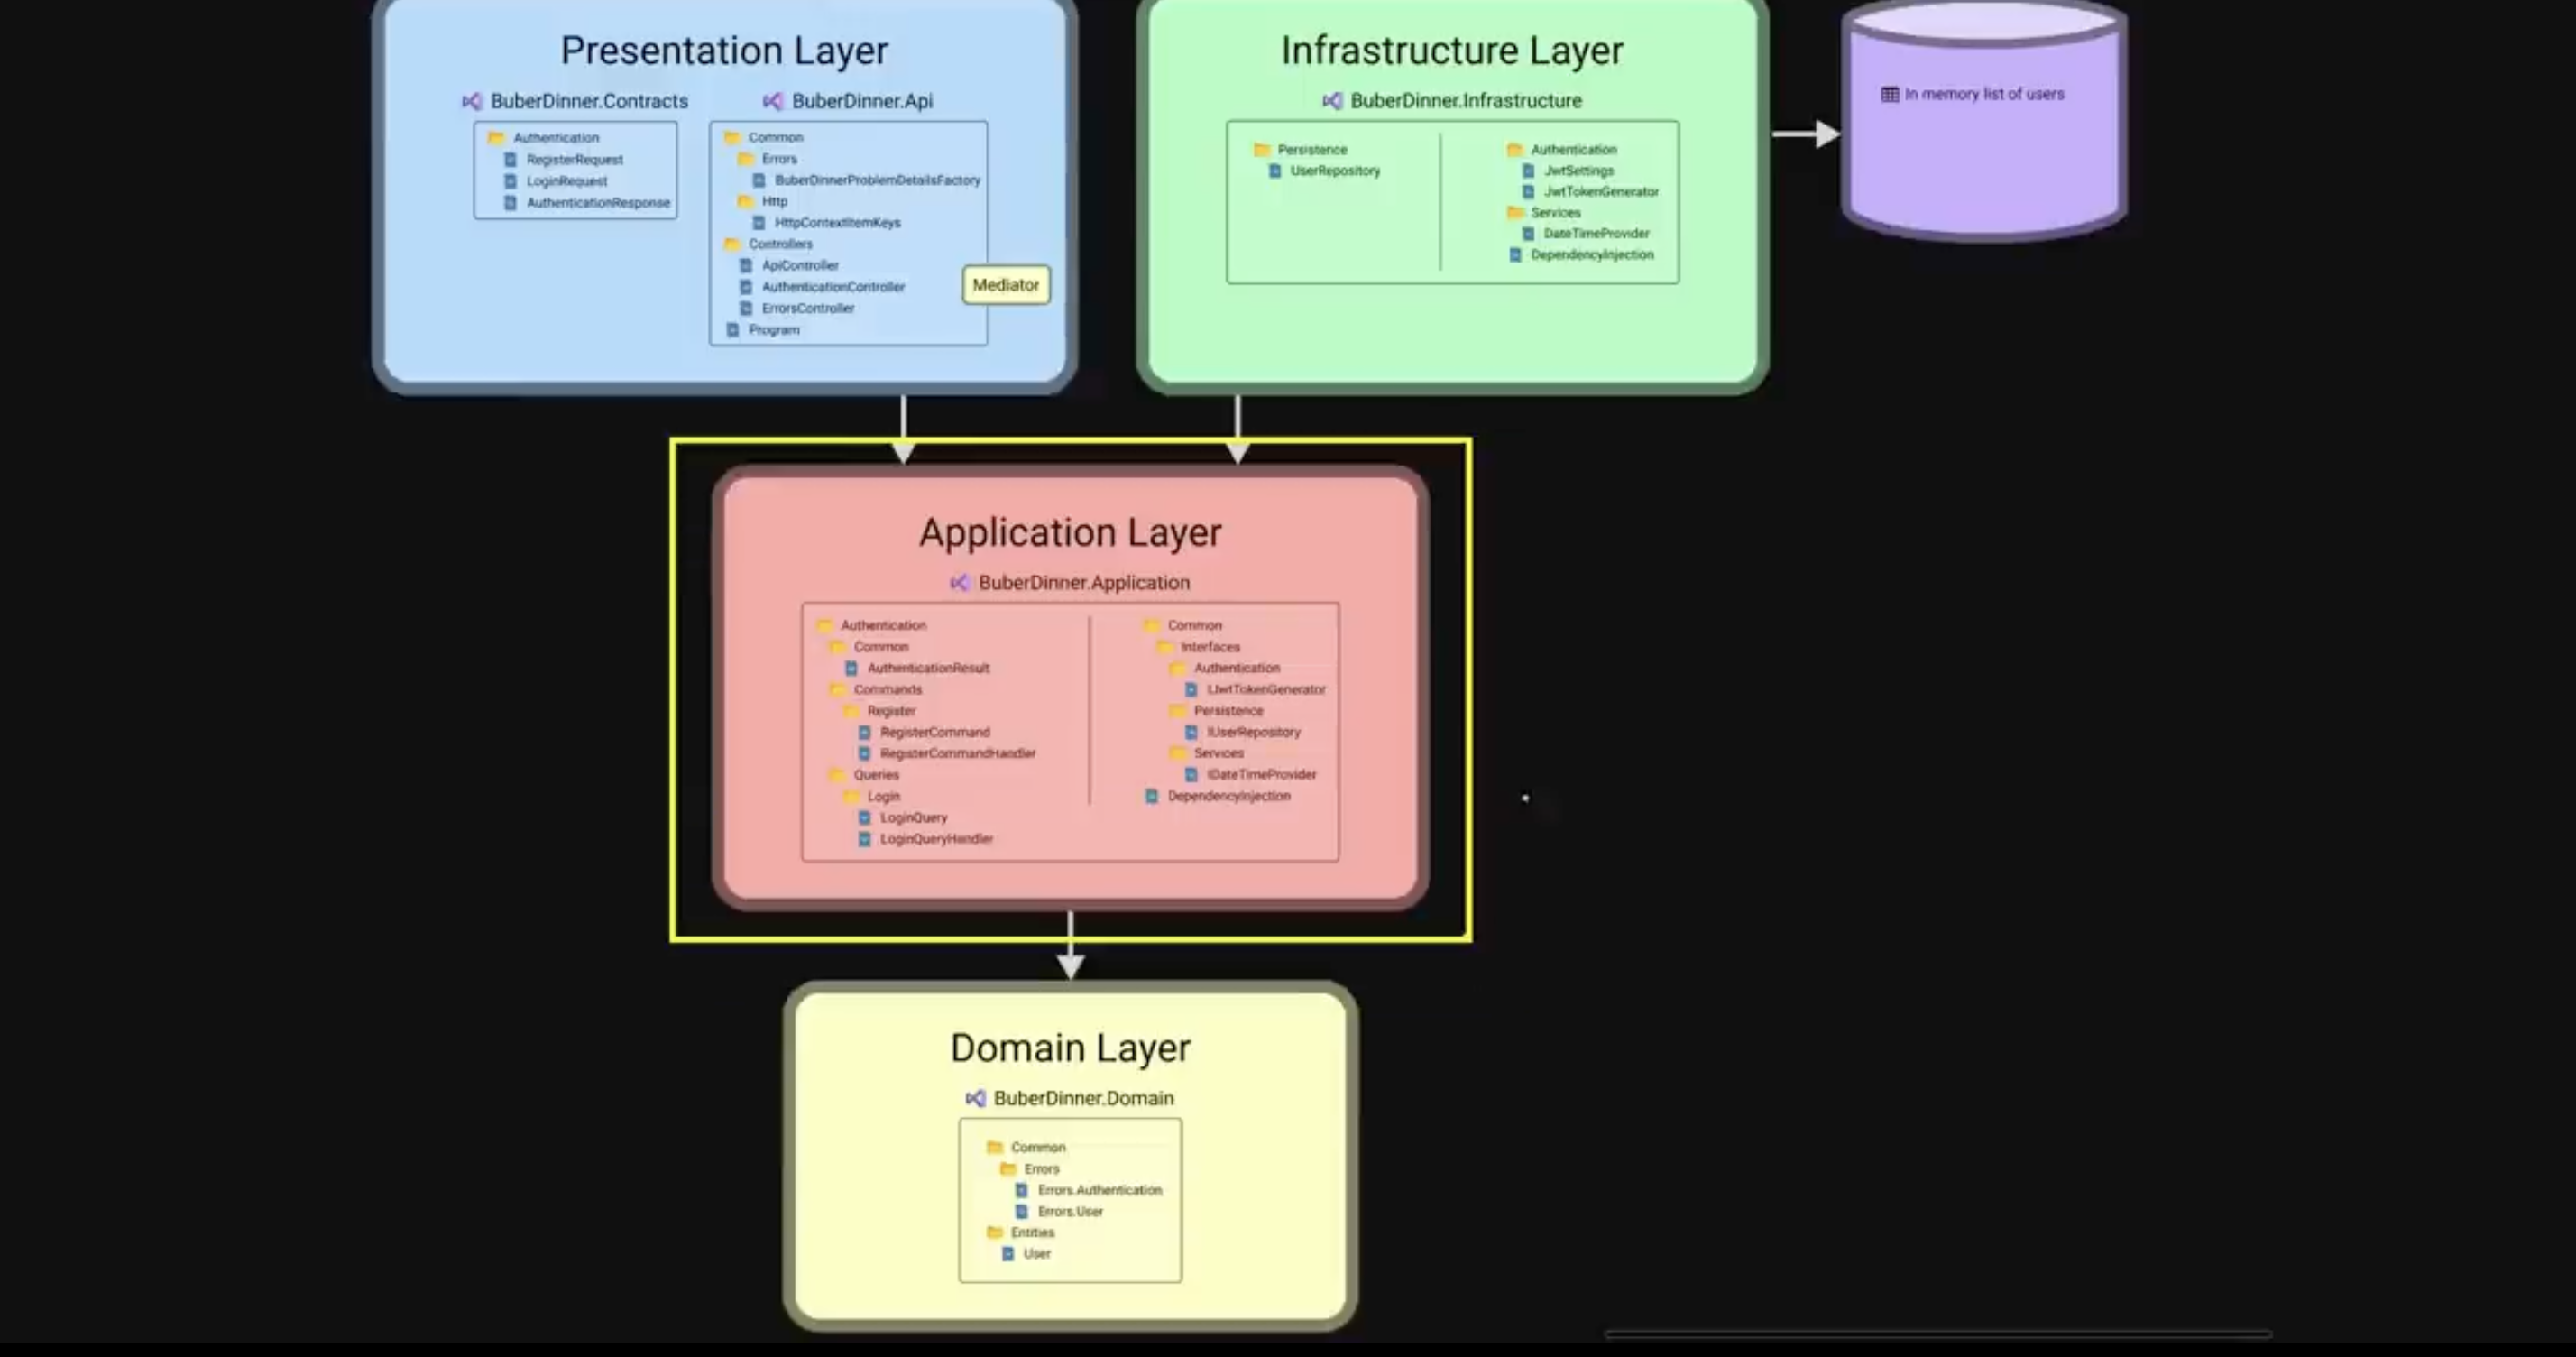 Presentation Layer
BuberDinner.Contracts
Authentication
RegisterRequest
LoginRequest
AuthenticationResponse
BuberDinner.Api
Common
Errors
BuberDinnerProblemDetailsFactory
Http
HttpContextItemKeys
Controllers
ApiController
AuthenticationController
ErrorsController
Program
Mediator
Infrastructure Layer
BuberDinner.Infrastructure
Persistence
UserRepository
Authentication
JwtSettings
JwtTokenGenerator
Services
DateTimeProvider
DependencyInjection
In memory list of users
Application Layer
BuberDinner.Application
Authentication
Common
AuthenticationResult
Commands
Register
RegisterCommand
RegisterCommandHandler
Queries
Login
LoginQuery
LoginQueryHandler
Common
Interfaces
Authentication
IJwtTokenGenerator
Persistence
IUserRepository
Services
IDateTimeProvider
DependencyInjection
Domain Layer
BuberDinner.Domain
Common
Errors
Errors.Authentication
Errors.User
Entities
User